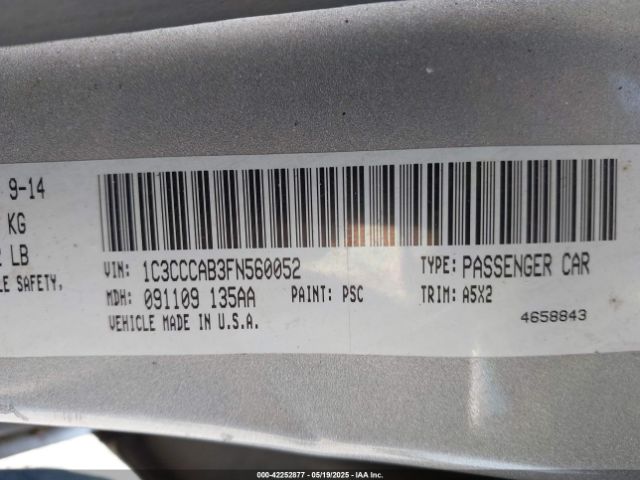 9-14
KG
LB
LE SAFETY,
VIN: 1C3CCCAB3FN560052 TYPE: PASSENGER CAR
MDH: 091109 135AA PAINT: PSC TRIM: A5X2
VEHICLE MADE IN U.S.A. 4658843
000-42252877 - 05/19/2025 - IAA Inc.